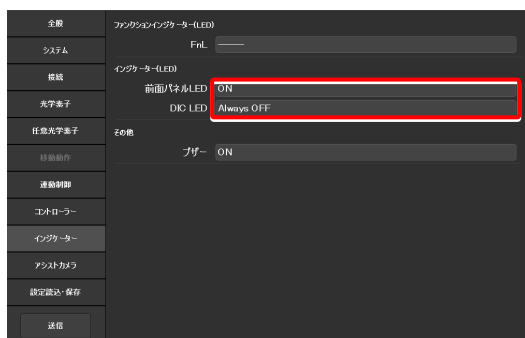 全般
システム
接続
光学素子
任意光学素子
移動動作
連動制御
コントローラー
インジケーター
アシストカメラ
設定読込・保存
送信
ファンクションインジケーター(LED)
FnL ―――
インジケーター(LED)
前面パネルLED ON
DIC LED Always OFF
その他
ブザー ON